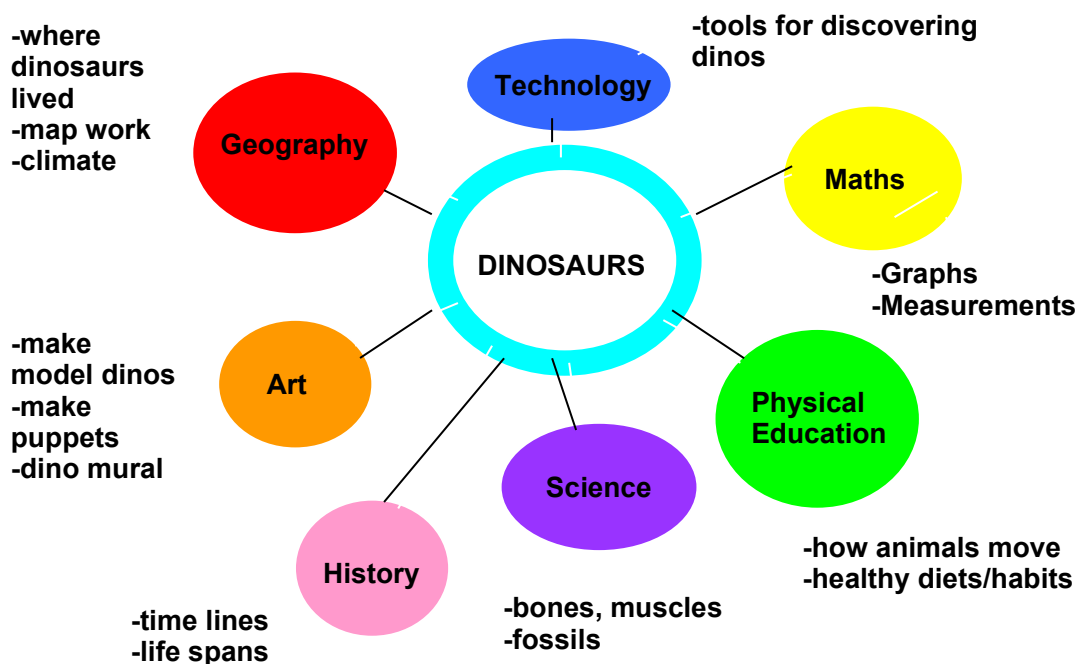 -where
dinosaurs
lived
-map work
-climate
Geography
Technology
-tools for discovering
dinos
Maths
-Graphs
-Measurements
DINOSAURS
-make
model dinos
-make
puppets
-dino mural
Art
Physical
Education
-how animals move
-healthy diets/habits
Science
-bones, muscles
-fossils
History
-time lines
-life spans